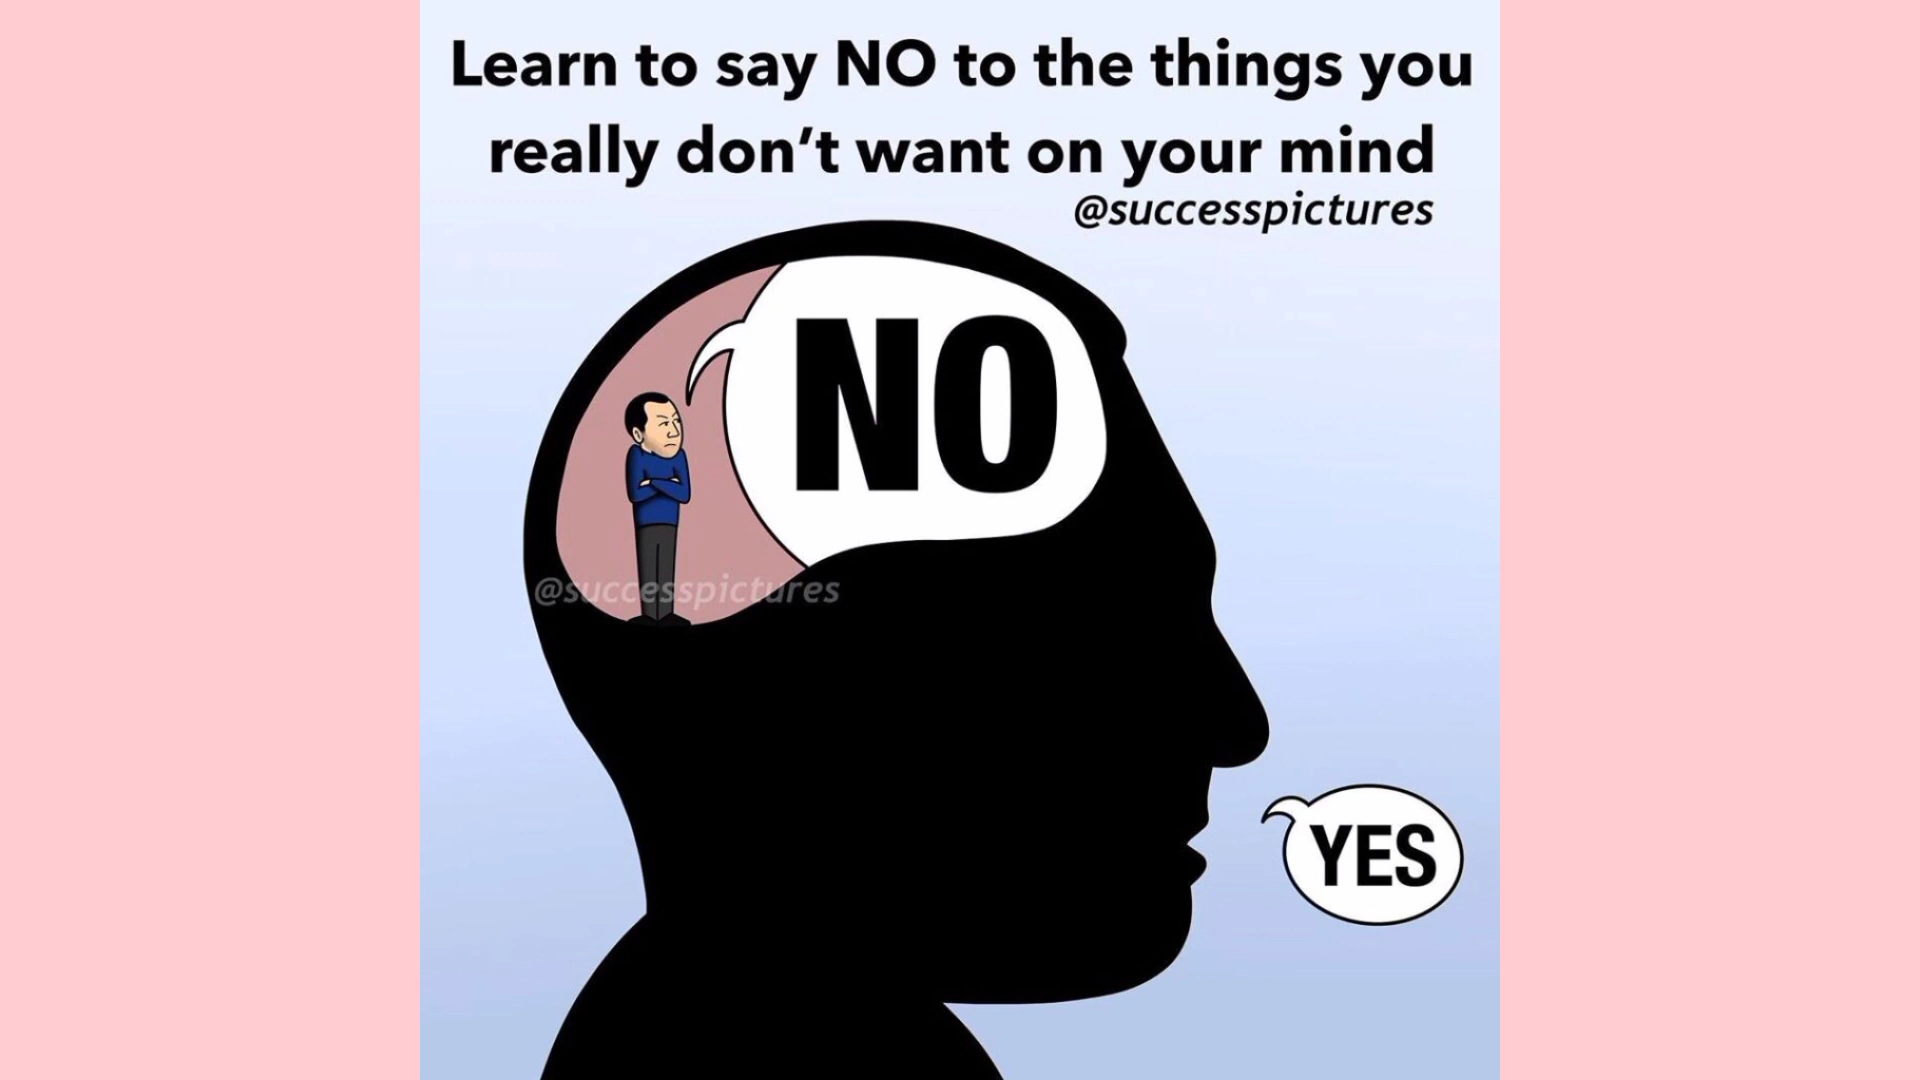 Learn to say NO to the things you
really don’t want on your mind
@successpictures
NO
@successpictures
YES